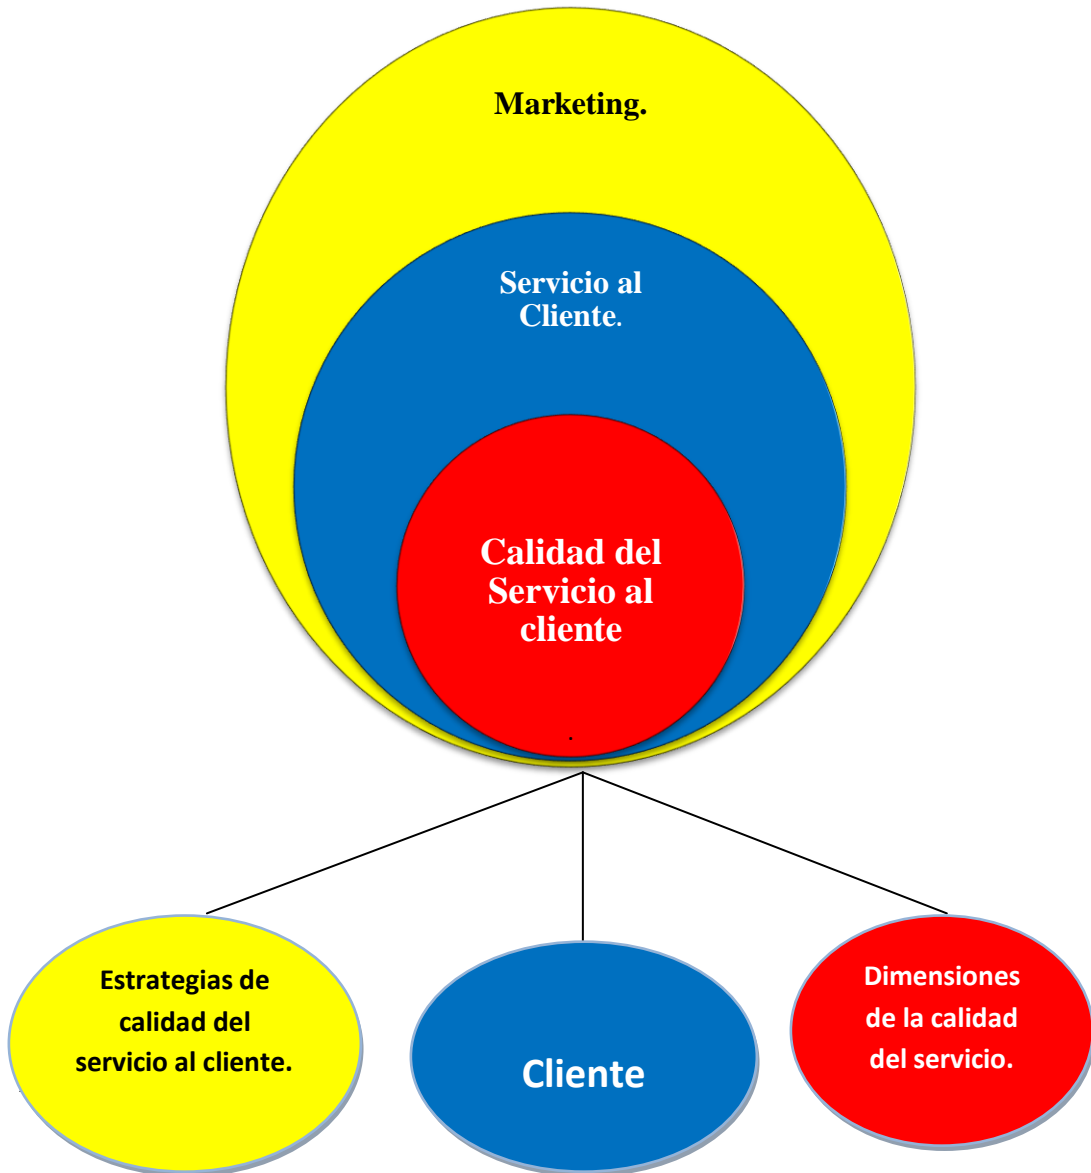 Marketing.
Servicio al
Cliente.
Calidad del
Servicio al
cliente
.
Estrategias de
calidad del
servicio al cliente.
Cliente
Dimensiones
de la calidad
del servicio.